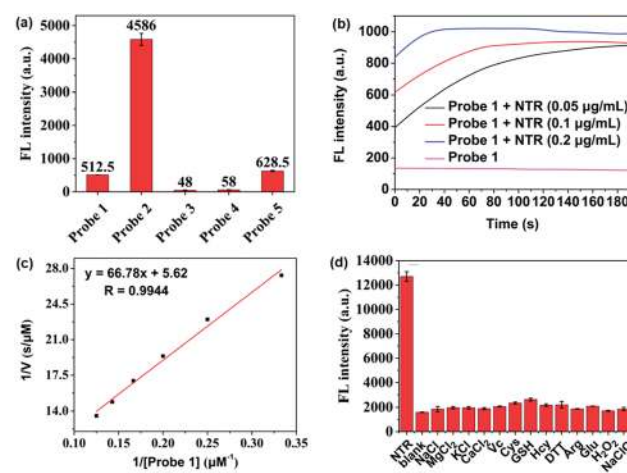 (a)
FL intensity (a.u.)
5000
4000
3000
2000
1000
0
512.5
4586
48
58
628.5
Probe 1
Probe 2
Probe 3
Probe 4
Probe 5
(b)
FL intensity (a.u.)
1000
800
600
400
200
0
Probe 1 + NTR (0.05 μg/mL)
Probe 1 + NTR (0.1 μg/mL)
Probe 1 + NTR (0.2 μg/mL)
Probe 1
0 20 40 60 80 100 120 140 160 180
Time (s)
(c)
y = 66.78x + 5.62
R = 0.9944
1/V (s/μM)
28.0
24.5
21.0
17.5
14.0
0.10 0.15 0.20 0.25 0.30 0.35
1/[Probe 1] (μM⁻¹)
(d)
FL intensity (a.u.)
14000
12000
10000
8000
6000
4000
2000
0
NTR
blank
NaCl
MgCl₂
KCl
CaCl₂
Vc
Cys
GSH
Hcy
DTT
Arg
Glu
H₂O₂